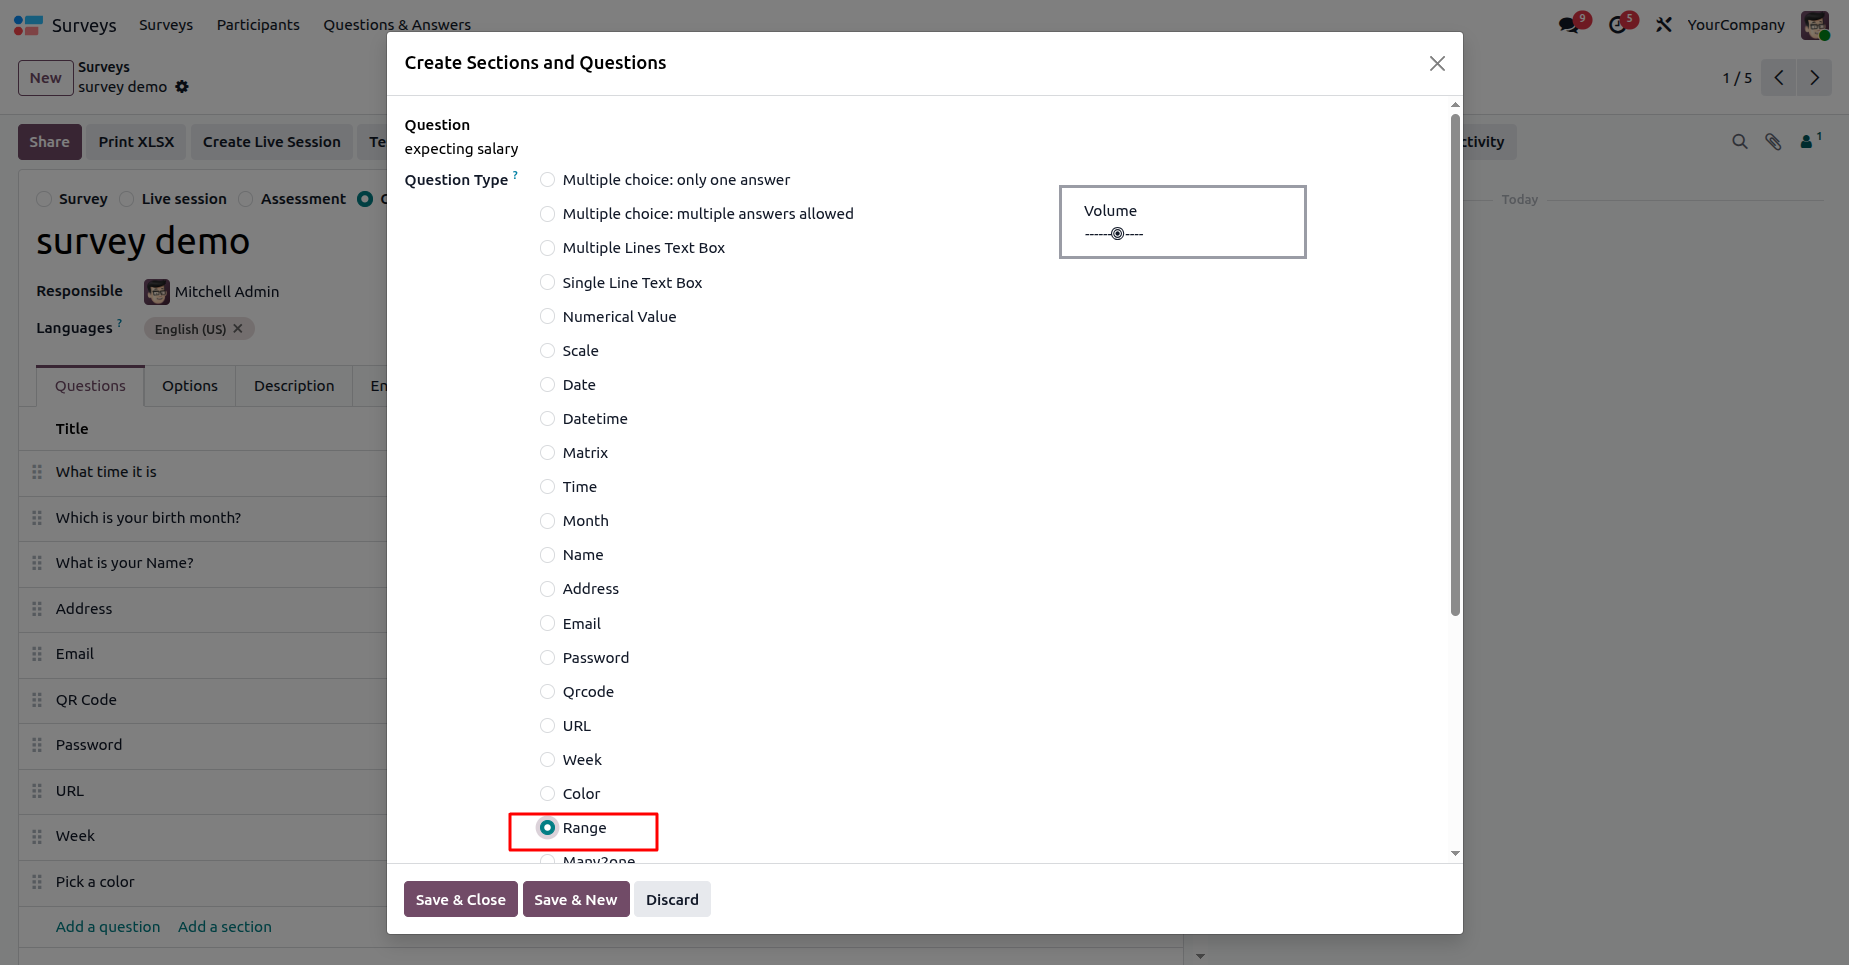 Surveys Surveys Participants Questions & Answers 9 5 YourCompany
New Surveys
survey demo
1 / 5
Share Print XLSX Create Live Session Te ctivity 1
Survey Live session Assessment C
survey demo
Responsible Mitchell Admin
Languages ? English (US)
Questions Options Description En
Title
What time it is
Which is your birth month?
What is your Name?
Address
Email
QR Code
Password
URL
Week
Pick a color
Add a question Add a section
Create Sections and Questions
Question
expecting salary
Question Type ?
Multiple choice: only one answer
Multiple choice: multiple answers allowed
Multiple Lines Text Box
Single Line Text Box
Numerical Value
Scale
Date
Datetime
Matrix
Time
Month
Name
Address
Email
Password
Qrcode
URL
Week
Color
Range
Many2one
Volume
------◎----
Save & Close Save & New Discard
Today